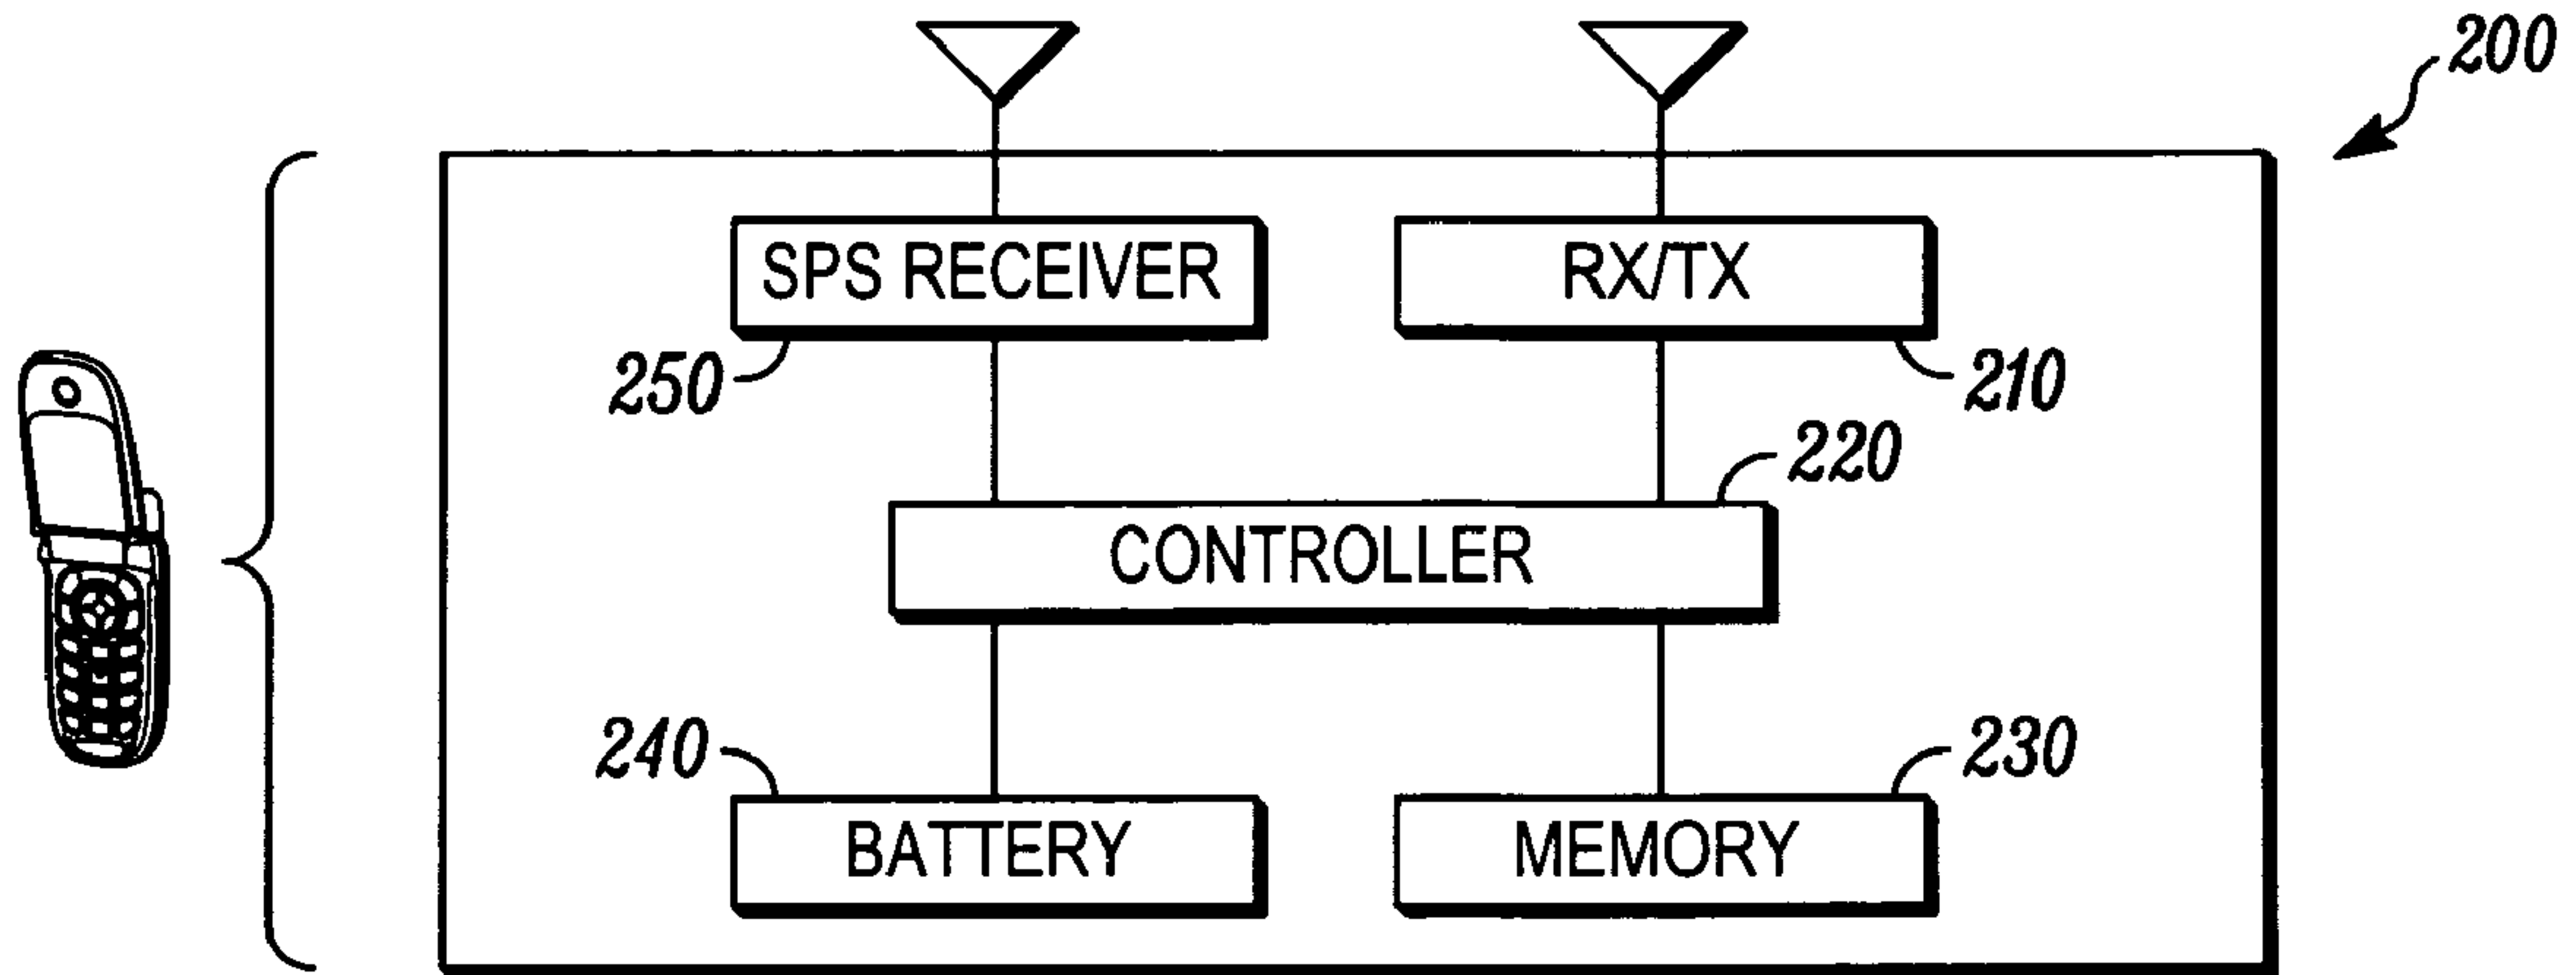 200
SPS RECEIVER
RX/TX
250
210
220
CONTROLLER
240
230
BATTERY
MEMORY